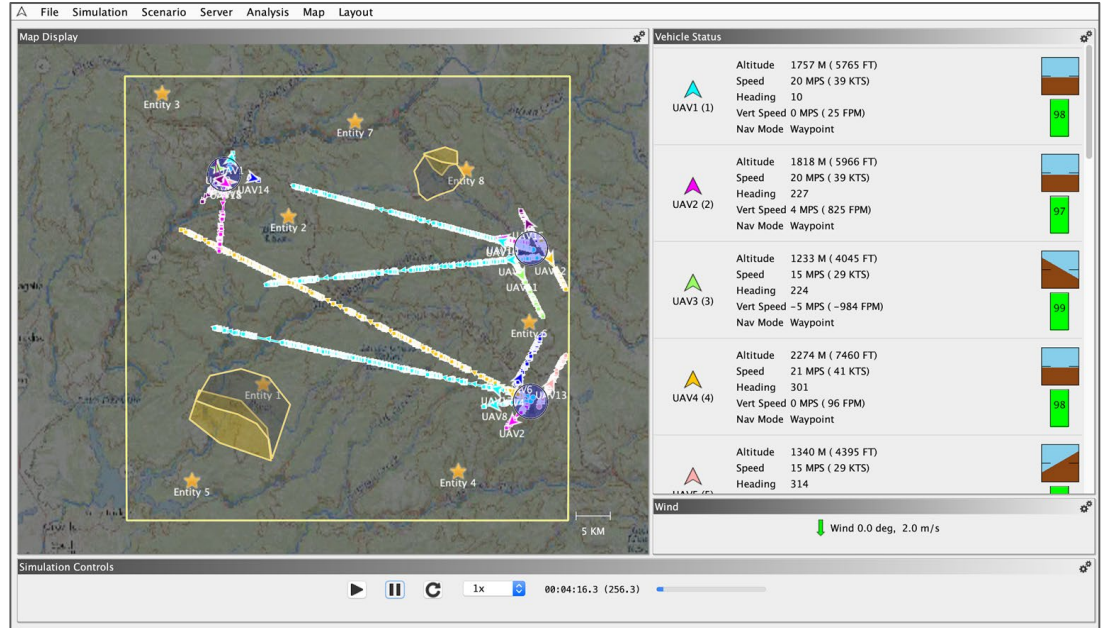 File Simulation Scenario Server Analysis Map Layout
Map Display
Entity 3
Entity 7
Entity 8
UAV14
Entity 2
Entity 1
UAV13
UAV8
UAV2
Entity 4
Entity 5
5 KM
Vehicle Status
UAV1 (1)
Altitude 1757 M ( 5765 FT)
Speed 20 MPS ( 39 KTS)
Heading 10
Vert Speed 0 MPS ( 25 FPM)
Nav Mode Waypoint
98
UAV2 (2)
Altitude 1818 M ( 5966 FT)
Speed 20 MPS ( 39 KTS)
Heading 227
Vert Speed 4 MPS ( 825 FPM)
Nav Mode Waypoint
97
UAV3 (3)
Altitude 1233 M ( 4045 FT)
Speed 15 MPS ( 29 KTS)
Heading 224
Vert Speed -5 MPS ( -984 FPM)
Nav Mode Waypoint
99
UAV4 (4)
Altitude 2274 M ( 7460 FT)
Speed 21 MPS ( 41 KTS)
Heading 301
Vert Speed 0 MPS ( 96 FPM)
Nav Mode Waypoint
98
Altitude 1340 M ( 4395 FT)
Speed 15 MPS ( 29 KTS)
Heading 314
Wind
Wind 0.0 deg, 2.0 m/s
Simulation Controls
1x
00:04:16.3 (256.3)